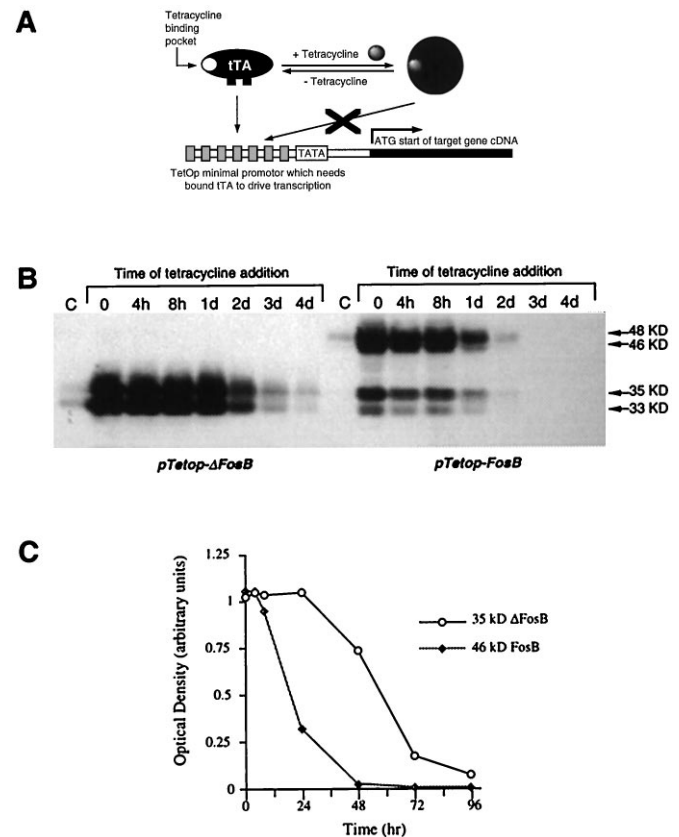 A
Tetracycline
binding
pocket
tTA
+ Tetracycline
- Tetracycline
TATA
ATG start of target gene cDNA
TetOp minimal promotor which needs
bound tTA to drive transcription
B
Time of tetracycline addition
Time of tetracycline addition
C 0 4h 8h 1d 2d 3d 4d C 0 4h 8h 1d 2d 3d 4d
48 KD
46 KD
35 KD
33 KD
pTetop-ΔFosB
pTetop-FosB
C
Optical Density (arbitrary units)
1.25
1
0.75
0.5
0.25
0
0 24 48 72 96
Time (hr)
35 kD ΔFosB
46 kD FosB